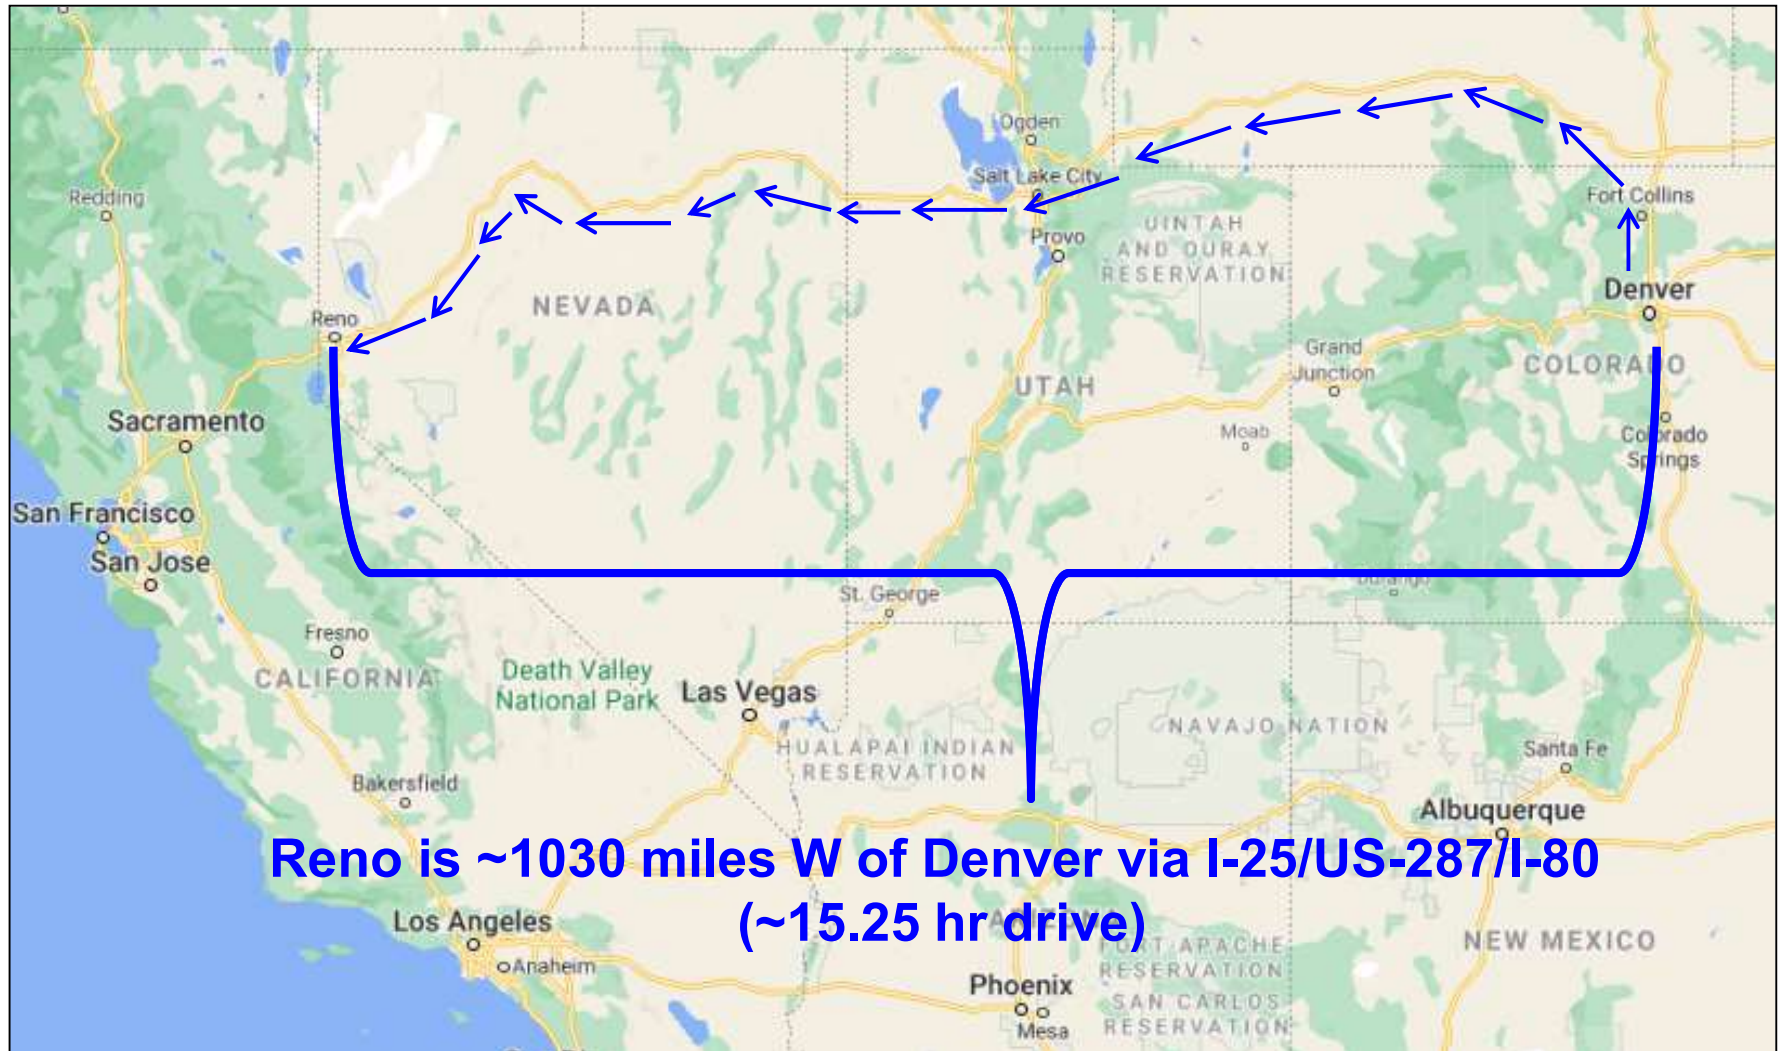 Ogden
Salt Lake City
Redding
Fort Collins
UINTAH
AND OURAY
RESERVATION
Provo
Denver
NEVADA
Reno
Grand
Junction
COLORADO
UTAH
Sacramento
Moab
Colorado
Springs
San Francisco
San Jose
Durango
St. George
Fresno
CALIFORNIA
Death Valley
National Park
Las Vegas
NAVAJO NATION
HUALAPAI INDIAN
RESERVATION
Santa Fe
Bakersfield
Albuquerque
Reno is ~1030 miles W of Denver via I-25/US-287/I-80
(~15.25 hr drive)
ARIZONA
Los Angeles
Anaheim
FORT APACHE
RESERVATION
NEW MEXICO
Phoenix
Mesa
SAN CARLOS
RESERVATION